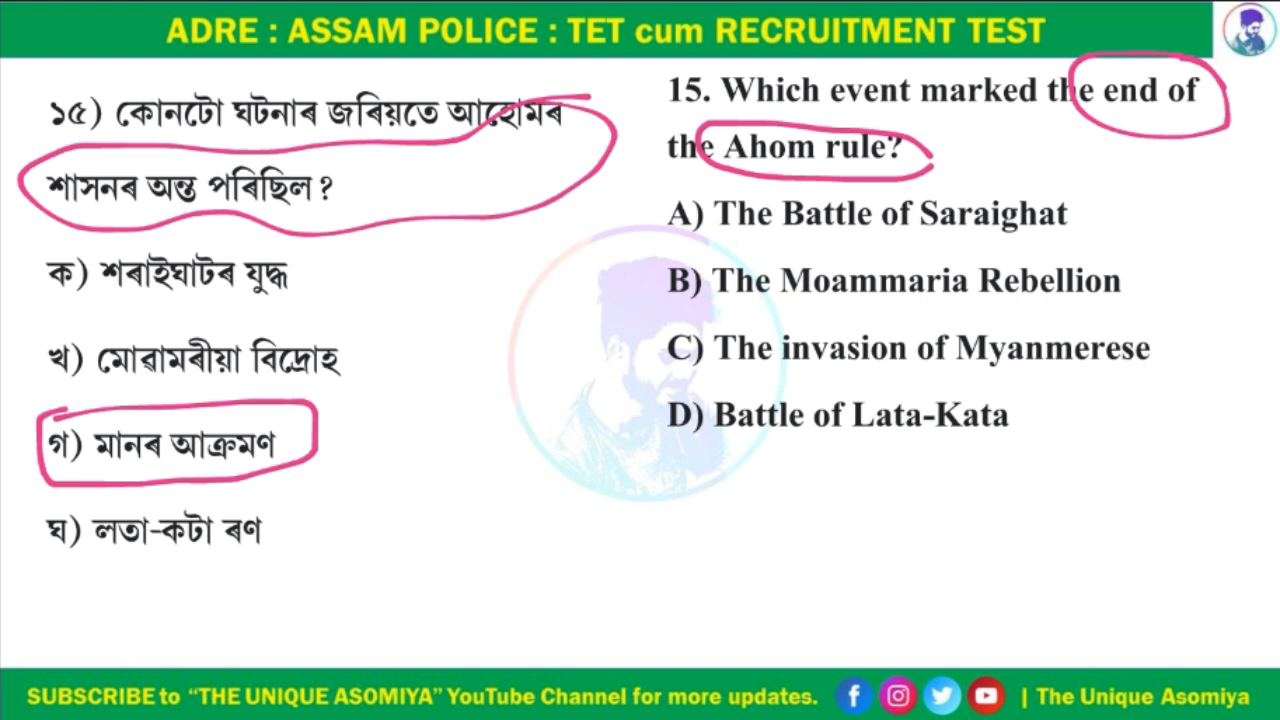 ADRE : ASSAM POLICE : TET cum RECRUITMENT TEST
১৫) কোনটো ঘটনাৰ জৰিয়তে আহোমৰ
শাসনৰ অন্ত পৰিছিল?
ক) শৰাইঘাটৰ যুদ্ধ
খ) মোৱামৰীয়া বিদ্ৰোহ
গ) মানৰ আক্ৰমণ
ঘ) লতা-কটা ৰণ
15. Which event marked the end of
the Ahom rule?
A) The Battle of Saraighat
B) The Moammaria Rebellion
C) The invasion of Myanmerese
D) Battle of Lata-Kata
SUBSCRIBE to “THE UNIQUE ASOMIYA” YouTube Channel for more updates. | The Unique Asomiya